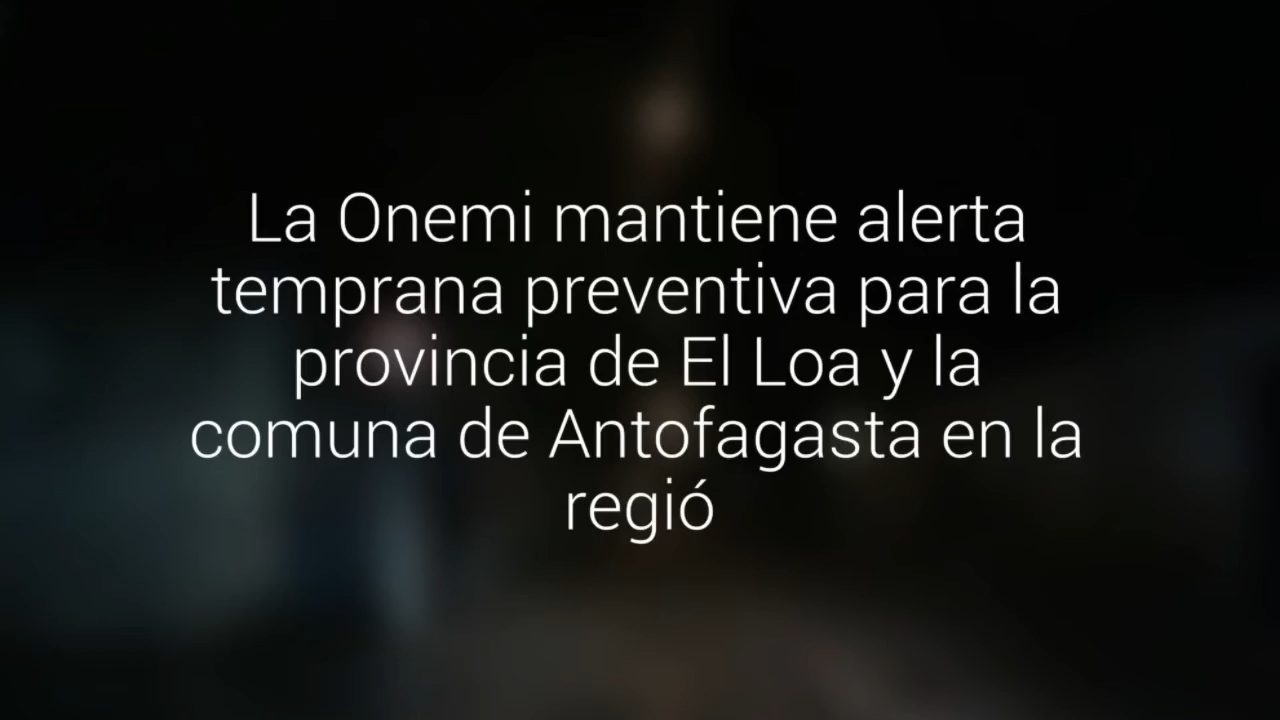 La Onemi mantiene alerta
temprana preventiva para la
provincia de El Loa y la
comuna de Antofagasta en la
regió